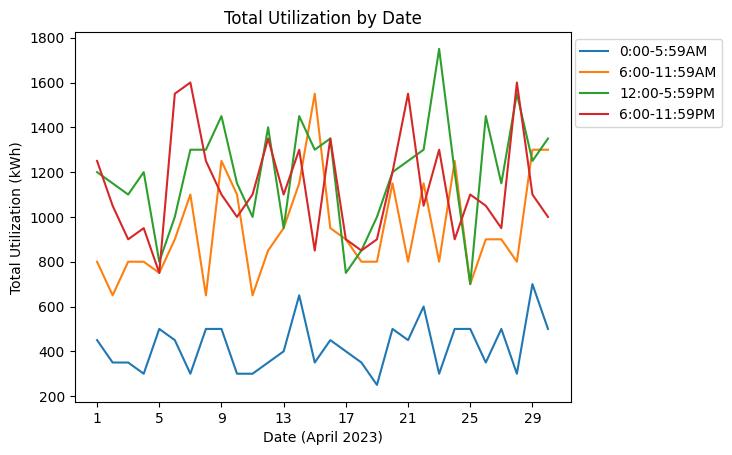 Total Utilization by Date
1800
1600
1400
1200
1000
800
600
400
200
Total Utilization (kWh)
1 5 9 13 17 21 25 29
Date (April 2023)
0:00-5:59AM
6:00-11:59AM
12:00-5:59PM
6:00-11:59PM